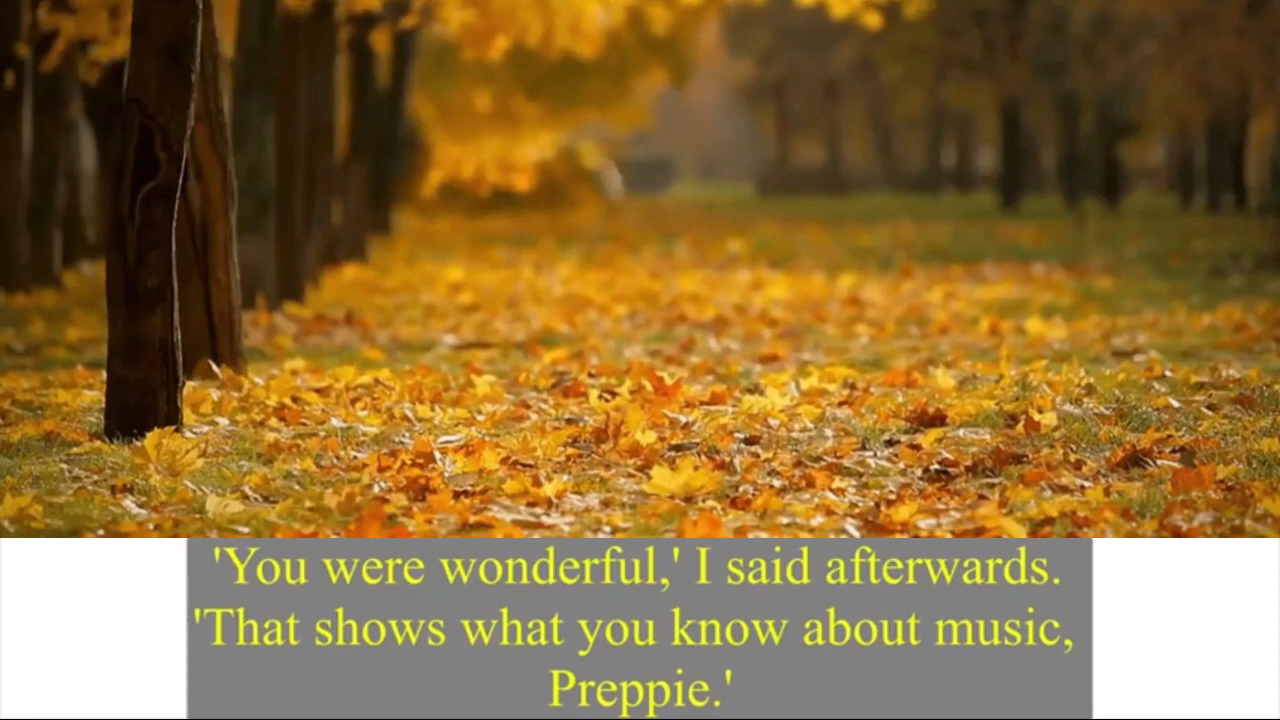 'You were wonderful,' I said afterwards.
'That shows what you know about music,
Preppie.'